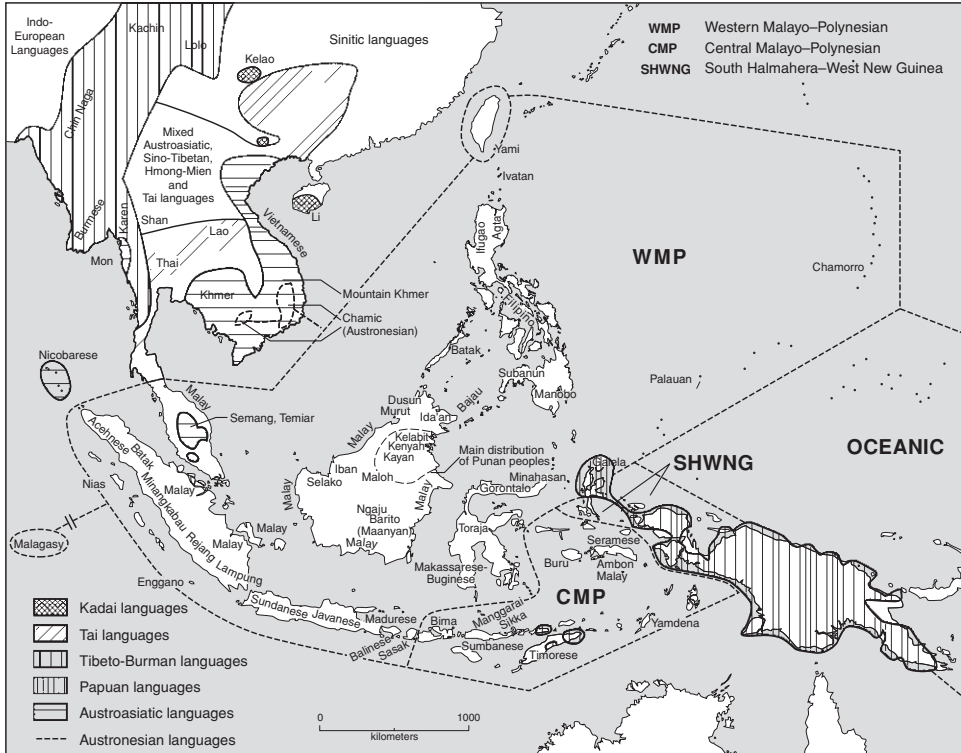 Indo-
European
Languages
Kachin
Lolo
Sinitic languages
WMP Western Malayo–Polynesian
CMP Central Malayo–Polynesian
SHWNG South Halmahera–West New Guinea
Kelao
Chin Naga
Mixed
Austroasiatic,
Sino-Tibetan,
Hmong-Mien
and
Tai languages
Yami
Ivatan
Li
Burmese
Karen
Shan
Lao
Vietnamese
Mon
Thai
Ifugao
Agta
WMP
Chamorro
Khmer
Mountain Khmer
Chamic
(Austronesian)
Filipino
Nicobarese
Batak
Palauan
Subanun
Manobo
Malay
Dusun
Murut
Ida'an
Bajau
Semang, Temiar
Malay
Kelabit
Kenyah
Kayan
Main distribution
of Punan peoples
OCEANIC
Acehnese
Batak
Iban
Selako
Maloh
Malay
Minahasan
Gorontalo
Galela
SHWNG
Nias
Malay
Malay
Minangkabau
Rejang
Lampung
Malay
Malay
Ngaju
Barito
(Maanyan)
Malay
Toraja
Seramese
Malagasy
Makassarese-
Buginese
Buru
Ambon
Malay
Enggano
CMP
Sundanese
Javanese
Madurese
Bima
Manggarai
Sikka
Yamdena
Balinese
Sasak
Sumbanese
Timorese
Kadai languages
Tai languages
Tibeto-Burman languages
Papuan languages
Austroasiatic languages
Austronesian languages
0 1000
kilometers